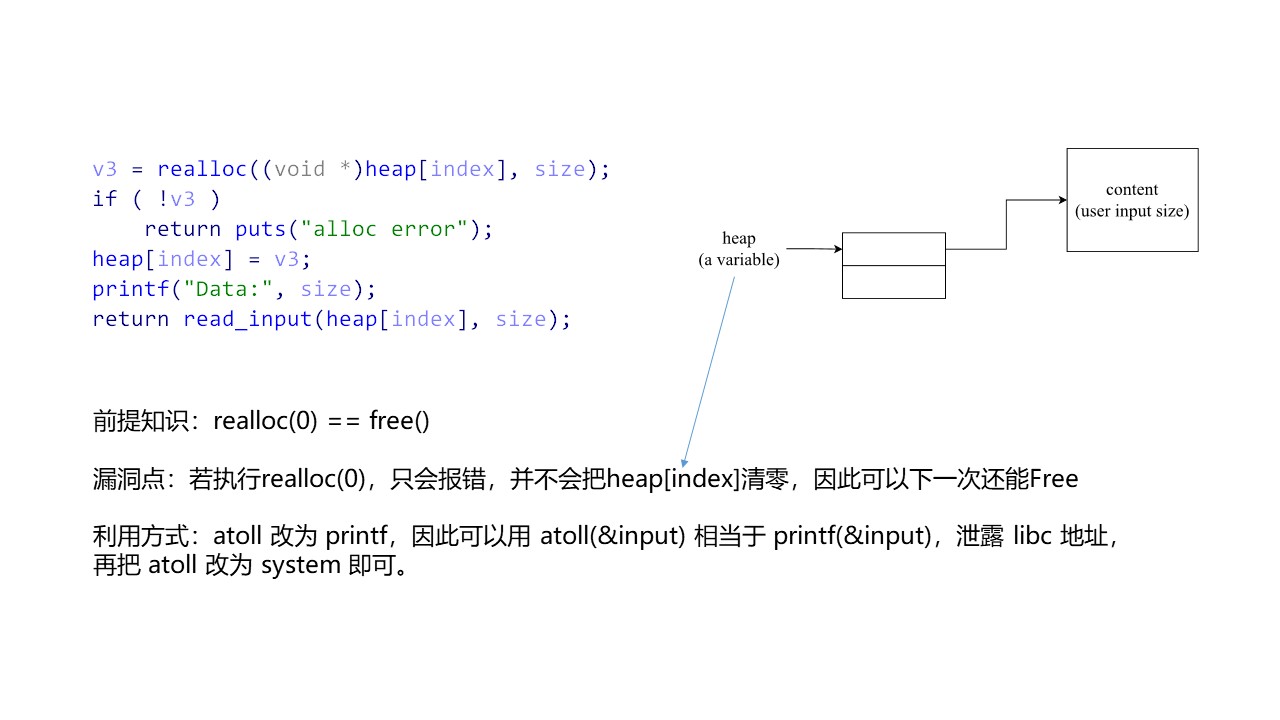 v3 = realloc((void *)heap[index], size);
if ( !v3 )
return puts("alloc error");
heap[index] = v3;
printf("Data:", size);
return read_input(heap[index], size);
heap
(a variable)
content
(user input size)
前提知识：realloc(0) == free()
漏洞点：若执行realloc(0)，只会报错，并不会把heap[index]清零，因此可以下一次还能Free
利用方式：atoll 改为 printf，因此可以用 atoll(&input) 相当于 printf(&input)，泄露 libc 地址，
再把 atoll 改为 system 即可。